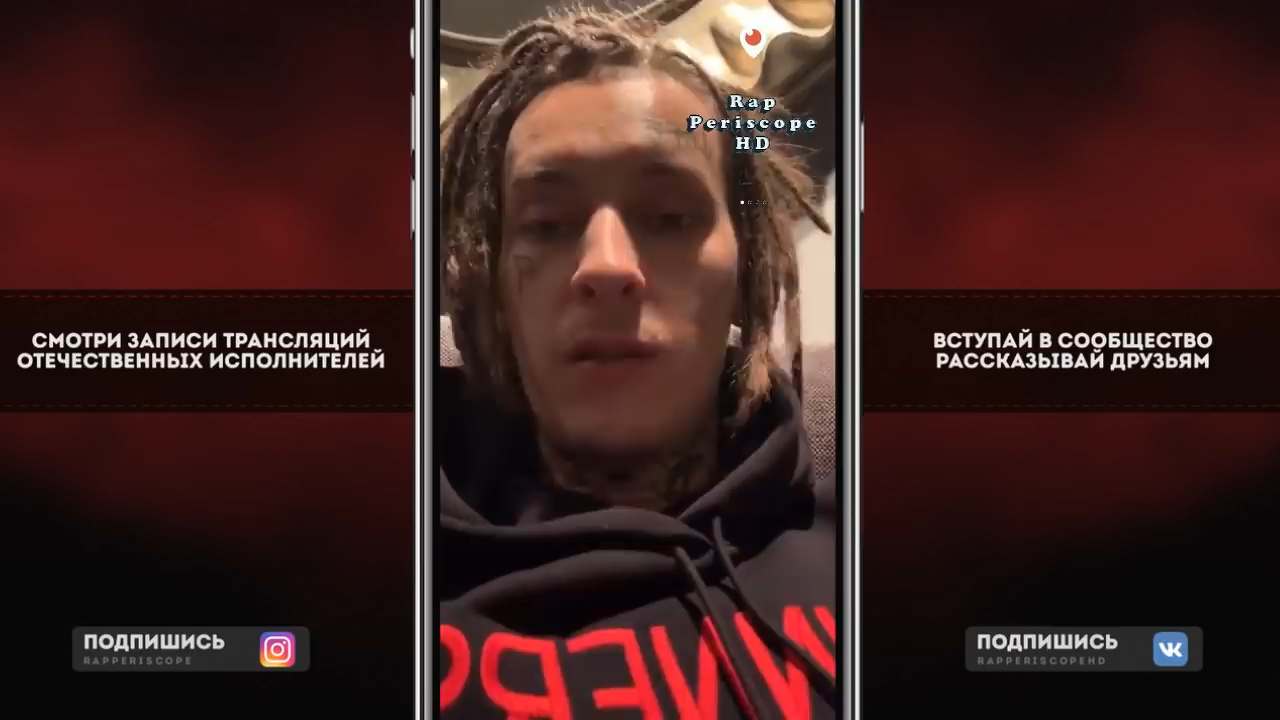 Rap
Periscope
HD
СМОТРИ ЗАПИСИ ТРАНСЛЯЦИЙ
ОТЕЧЕСТВЕННЫХ ИСПОЛНИТЕЛЕЙ
ВСТУПАЙ В СООБЩЕСТВО
РАССКАЗЫВАЙ ДРУЗЬЯМ
ПОДПИШИСЬ
RAPPERISCOPE
ПОДПИШИСЬ
RAPPERISCOPEHD